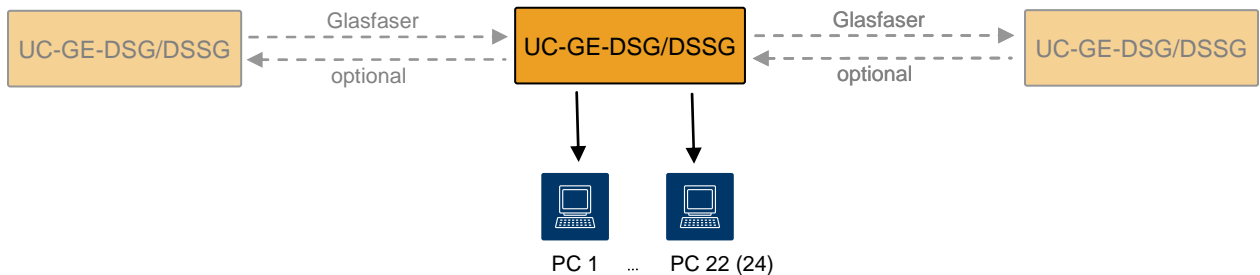 UC-GE-DSG/DSSG
Glasfaser
optional
UC-GE-DSG/DSSG
Glasfaser
optional
UC-GE-DSG/DSSG
PC 1 ... PC 22 (24)